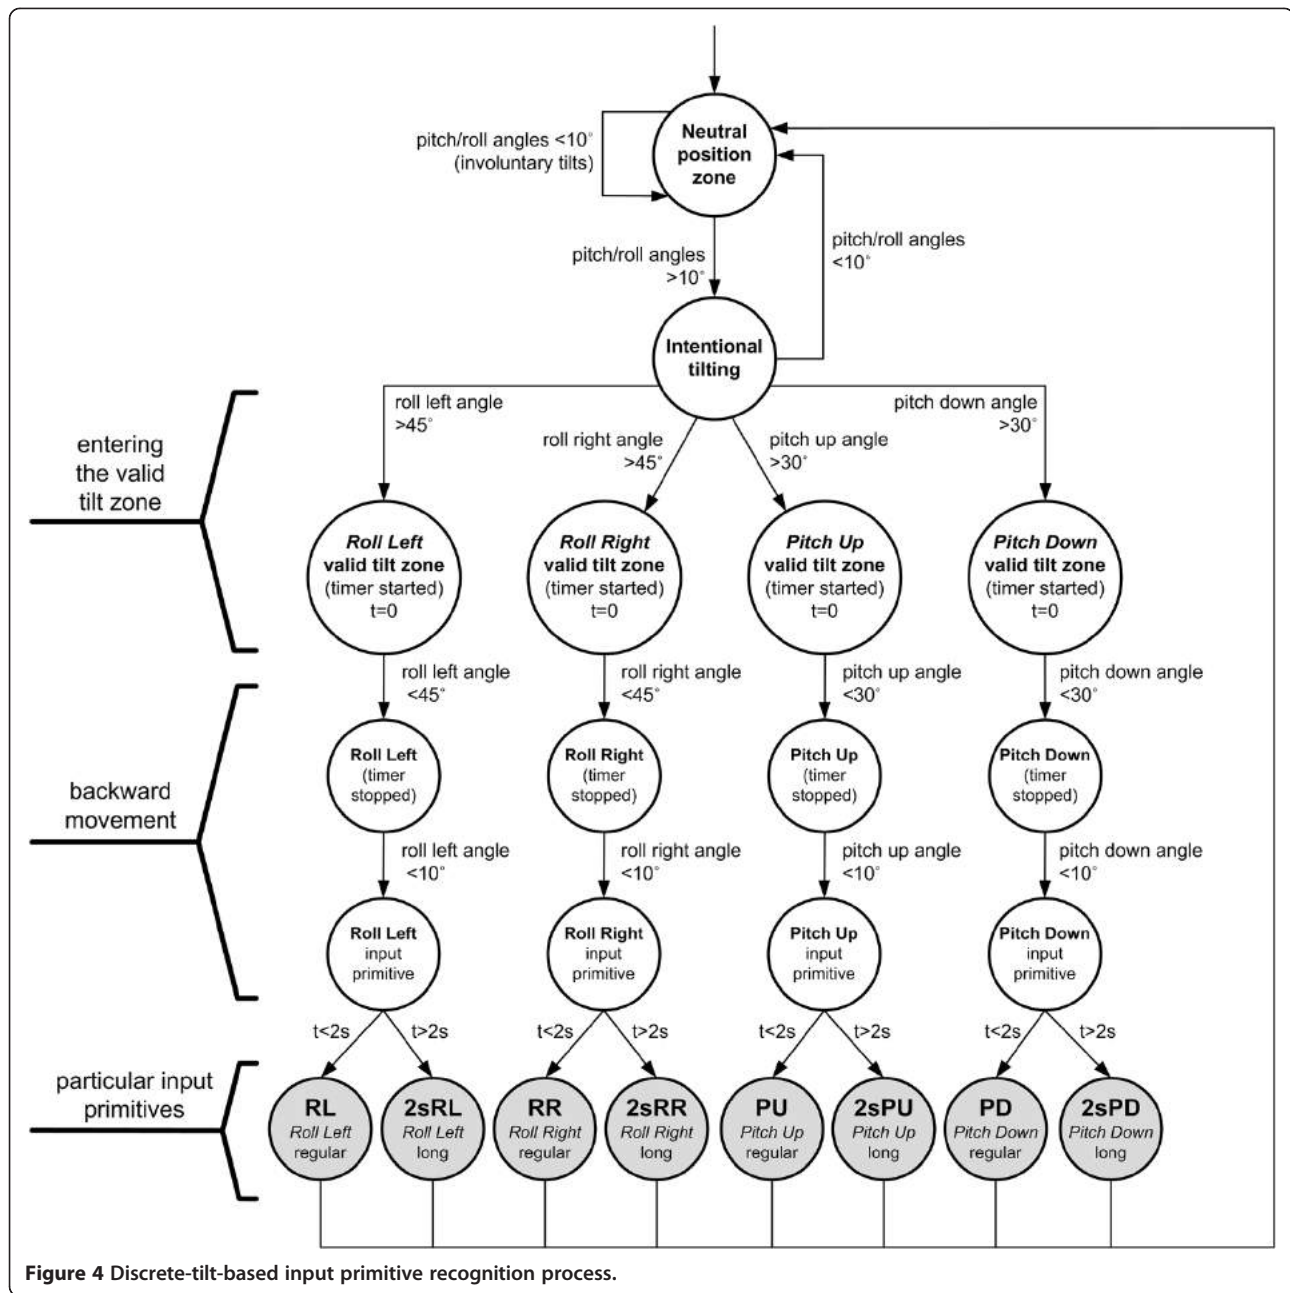 Neutral
position
zone
pitch/roll angles <10˚
(involuntary tilts)
pitch/roll angles
>10˚
pitch/roll angles
<10˚
Intentional
tilting
entering
the valid
tilt zone
roll left angle
>45˚
roll right angle
>45˚
pitch up angle
>30˚
pitch down angle
>30˚
Roll Left
valid tilt zone
(timer started)
t=0
Roll Right
valid tilt zone
(timer started)
t=0
Pitch Up
valid tilt zone
(timer started)
t=0
Pitch Down
valid tilt zone
(timer started)
t=0
backward
movement
roll left angle
<45˚
roll right angle
<45˚
pitch up angle
<30˚
pitch down angle
<30˚
Roll Left
(timer
stopped)
Roll Right
(timer
stopped)
Pitch Up
(timer
stopped)
Pitch Down
(timer
stopped)
roll left angle
<10˚
roll right angle
<10˚
pitch up angle
<10˚
pitch down angle
<10˚
Roll Left
input
primitive
Roll Right
input
primitive
Pitch Up
input
primitive
Pitch Down
input
primitive
particular input
primitives
t<2s
t>2s
t<2s
t>2s
t<2s
t>2s
t<2s
t>2s
RL
Roll Left
regular
2sRL
Roll Left
long
RR
Roll Right
regular
2sRR
Roll Right
long
PU
Pitch Up
regular
2sPU
Pitch Up
long
PD
Pitch Down
regular
2sPD
Pitch Down
long
Figure 4 Discrete-tilt-based input primitive recognition process.